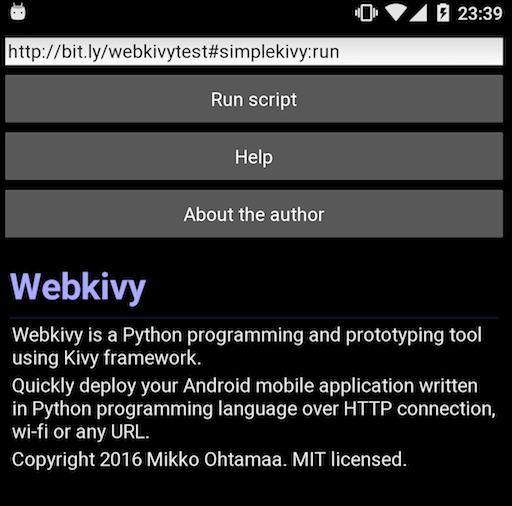 23:39
http://bit.ly/webkivytest#simplekivy:run
Run script
Help
About the author
Webkivy
Webkivy is a Python programming and prototyping tool
using Kivy framework.
Quickly deploy your Android mobile application written
in Python programming language over HTTP connection,
wi-fi or any URL.
Copyright 2016 Mikko Ohtamaa. MIT licensed.